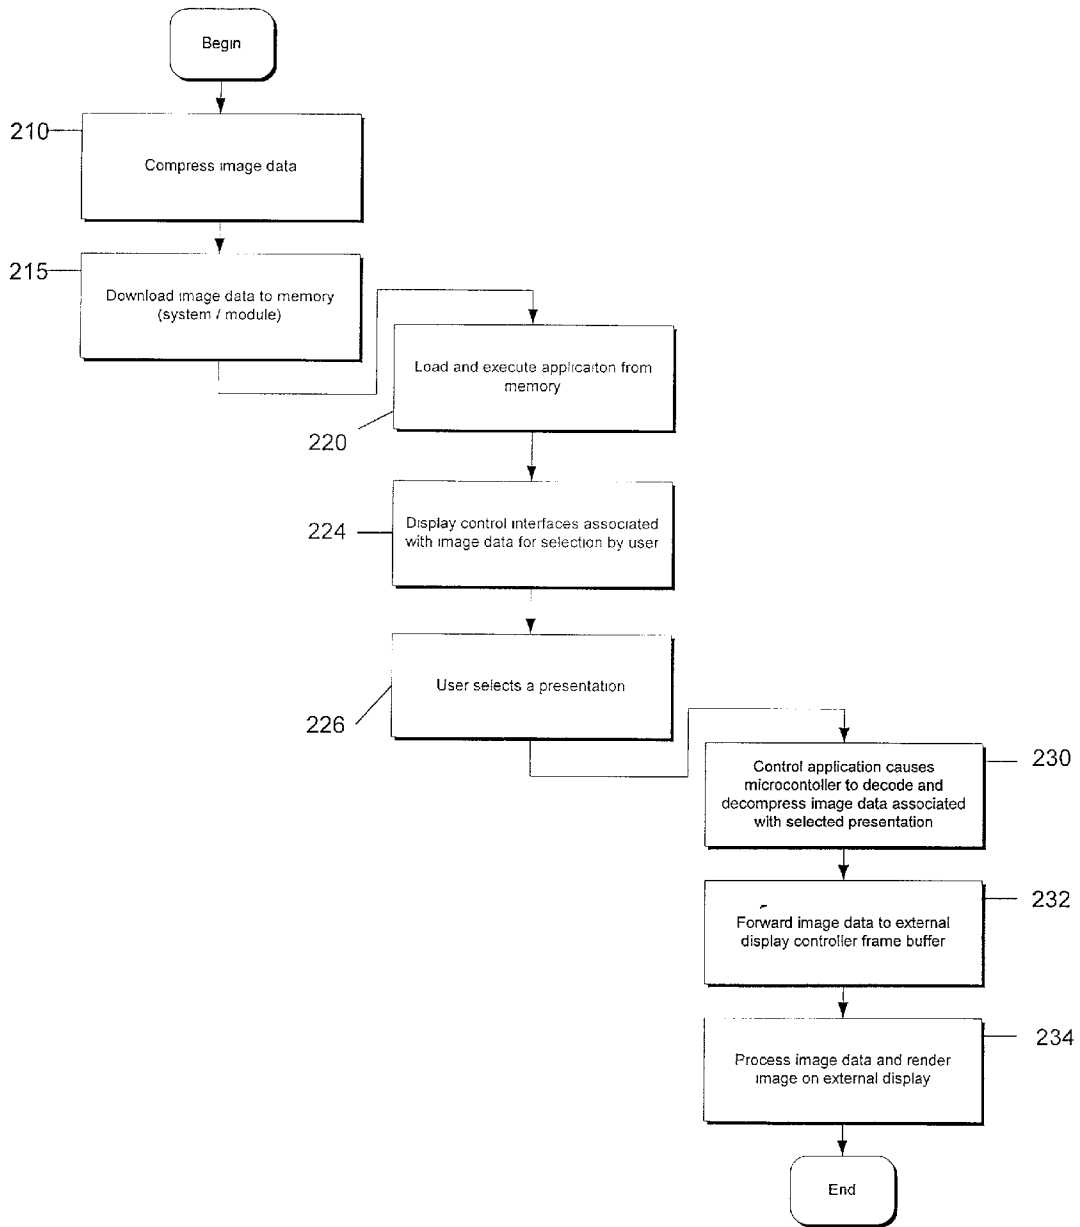 Begin
210
Compress image data
215
Download image data to memory
(system / module)
Load and execute applicaiton from
memory
220
224
Display control interfaces associated
with image data for selection by user
User selects a presentation
226
230
Control application causes
microcontoller to decode and
decompress image data associated
with selected presentation
232
Forward image data to external
display controller frame buffer
234
Process image data and render
image on external display
End